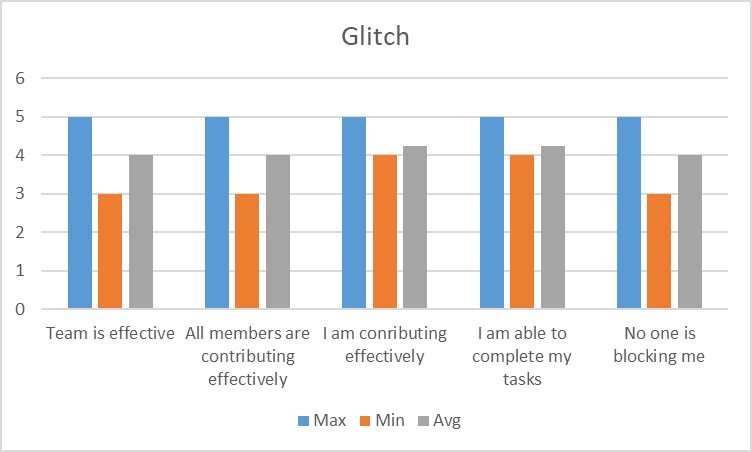 Glitch
6
5
4
3
2
1
0
Team is effective
All members are
contributing
effectively
I am conributing
effectively
I am able to
complete my
tasks
No one is
blocking me
Max
Min
Avg